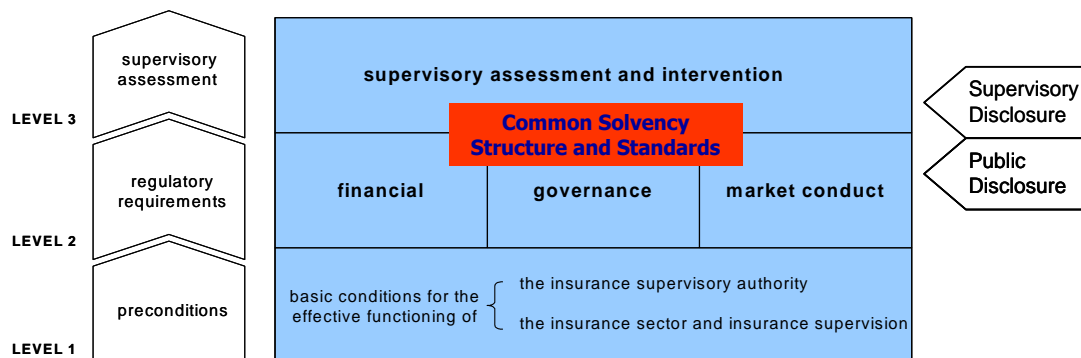 supervisory
assessment
LEVEL 3
regulatory
requirements
LEVEL 2
preconditions
LEVEL 1
supervisory assessment and intervention
Common Solvency
Structure and Standards
financial
governance
market conduct
basic conditions for the
effective functioning of
the insurance supervisory authority
the insurance sector and insurance supervision
Supervisory
Disclosure
Public
Disclosure